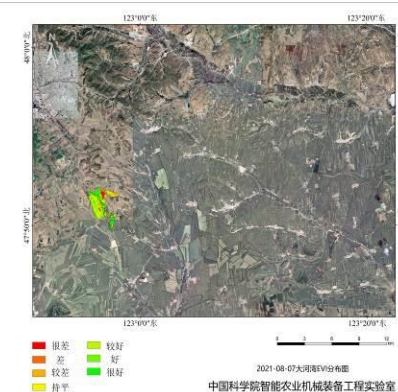 123°0'0"东
123°20'0"东
48°0'0"北
47°50'0"北
123°0'0"东
123°20'0"东
很差
差
较差
持平
较好
好
很好
2021-08-07大河湾EVI分布图
中国科学院智能农业机械装备工程实验室